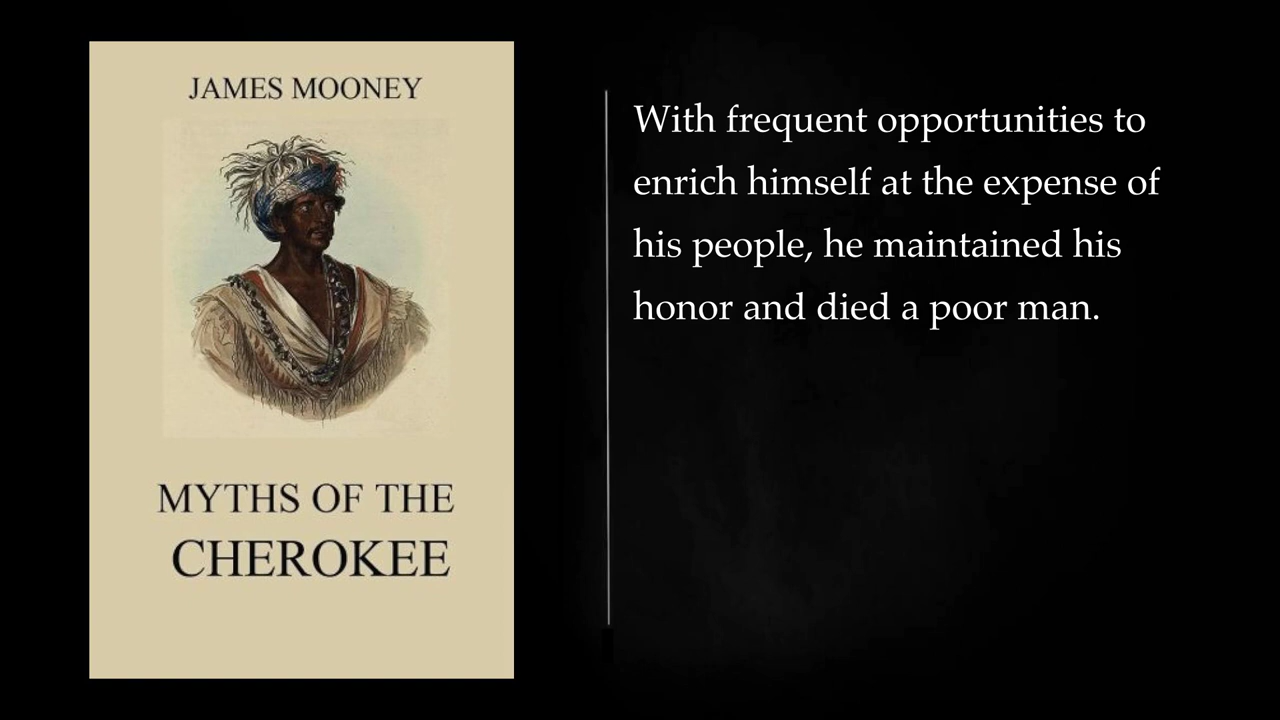 JAMES MOONEY
MYTHS OF THE
CHEROKEE
With frequent opportunities to
enrich himself at the expense of
his people, he maintained his
honor and died a poor man.